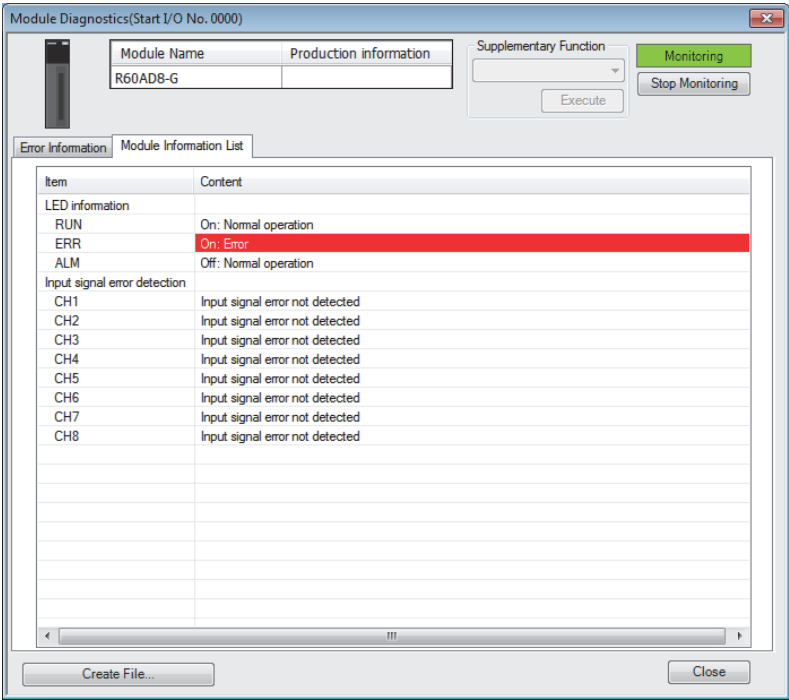 Module Diagnostics(Start I/O No. 0000)
Module Name Production information
R60AD8-G
Supplementary Function
Execute
Monitoring
Stop Monitoring
Error Information Module Information List
Item Content
LED information
RUN On: Normal operation
ERR On: Error
ALM Off: Normal operation
Input signal error detection
CH1 Input signal error not detected
CH2 Input signal error not detected
CH3 Input signal error not detected
CH4 Input signal error not detected
CH5 Input signal error not detected
CH6 Input signal error not detected
CH7 Input signal error not detected
CH8 Input signal error not detected
Create File... Close